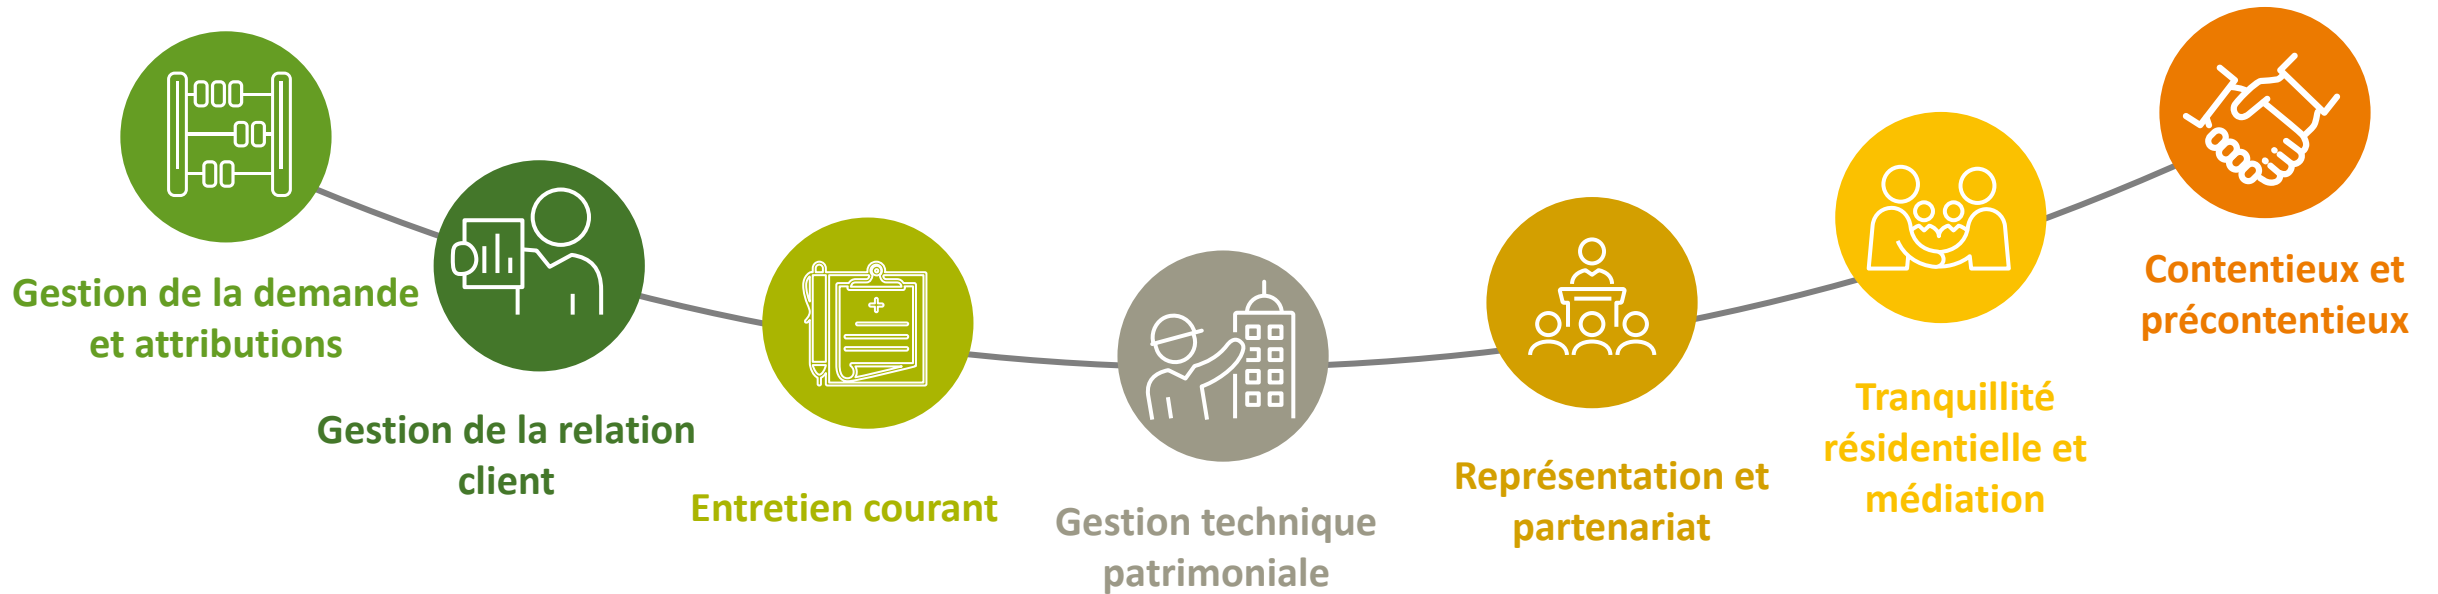 Gestion de la demande
et attributions
Gestion de la relation
client
Entretien courant
Gestion technique
patrimoniale
Représentation et
partenariat
Tranquillité
résidentielle et
médiation
Contentieux et
précontentieux